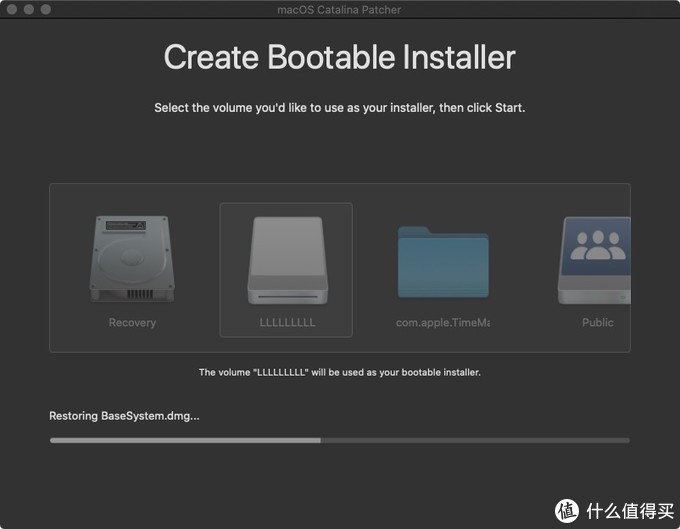 macOS Catalina Patcher
Create Bootable Installer
Select the volume you'd like to use as your installer, then click Start.
Recovery
LLLLLLLLL
com.apple.TimeMa
Public
The volume "LLLLLLLLL" will be used as your bootable installer.
Restoring BaseSystem.dmg...
值 什么值得买